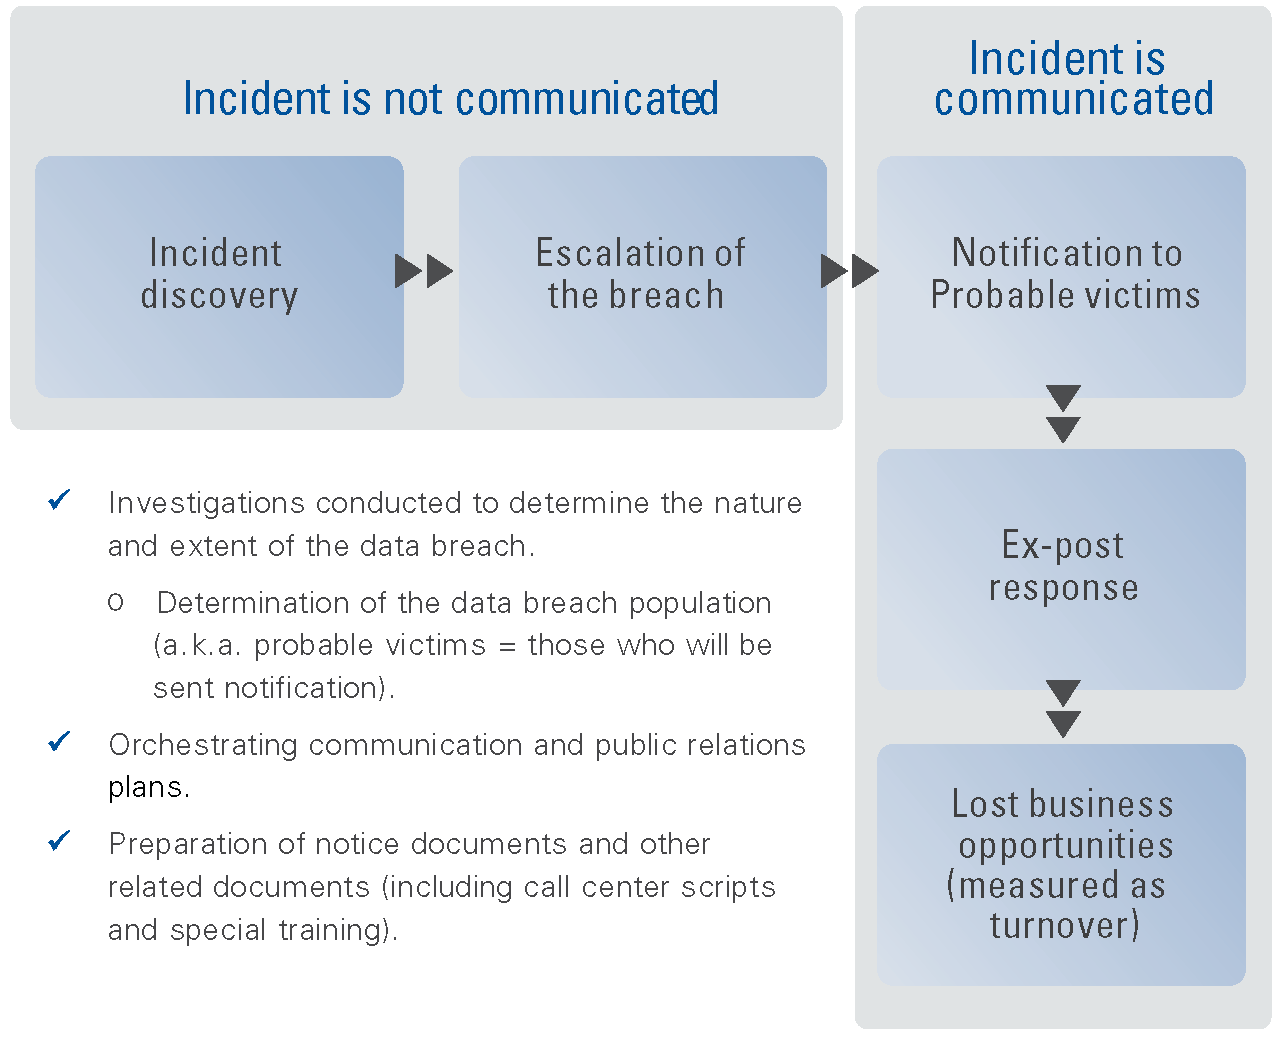 Incident is not communicated
Incident
discovery
Escalation of
the breach
Incident is
communicated
Notification to
Probable victims
Ex-post
response
Lost business
opportunities
(measured as
turnover)
✓ Investigations conducted to determine the nature
and extent of the data breach.
o Determination of the data breach population
(a.k.a. probable victims = those who will be
sent notification).
✓ Orchestrating communication and public relations
plans.
✓ Preparation of notice documents and other
related documents (including call center scripts
and special training).